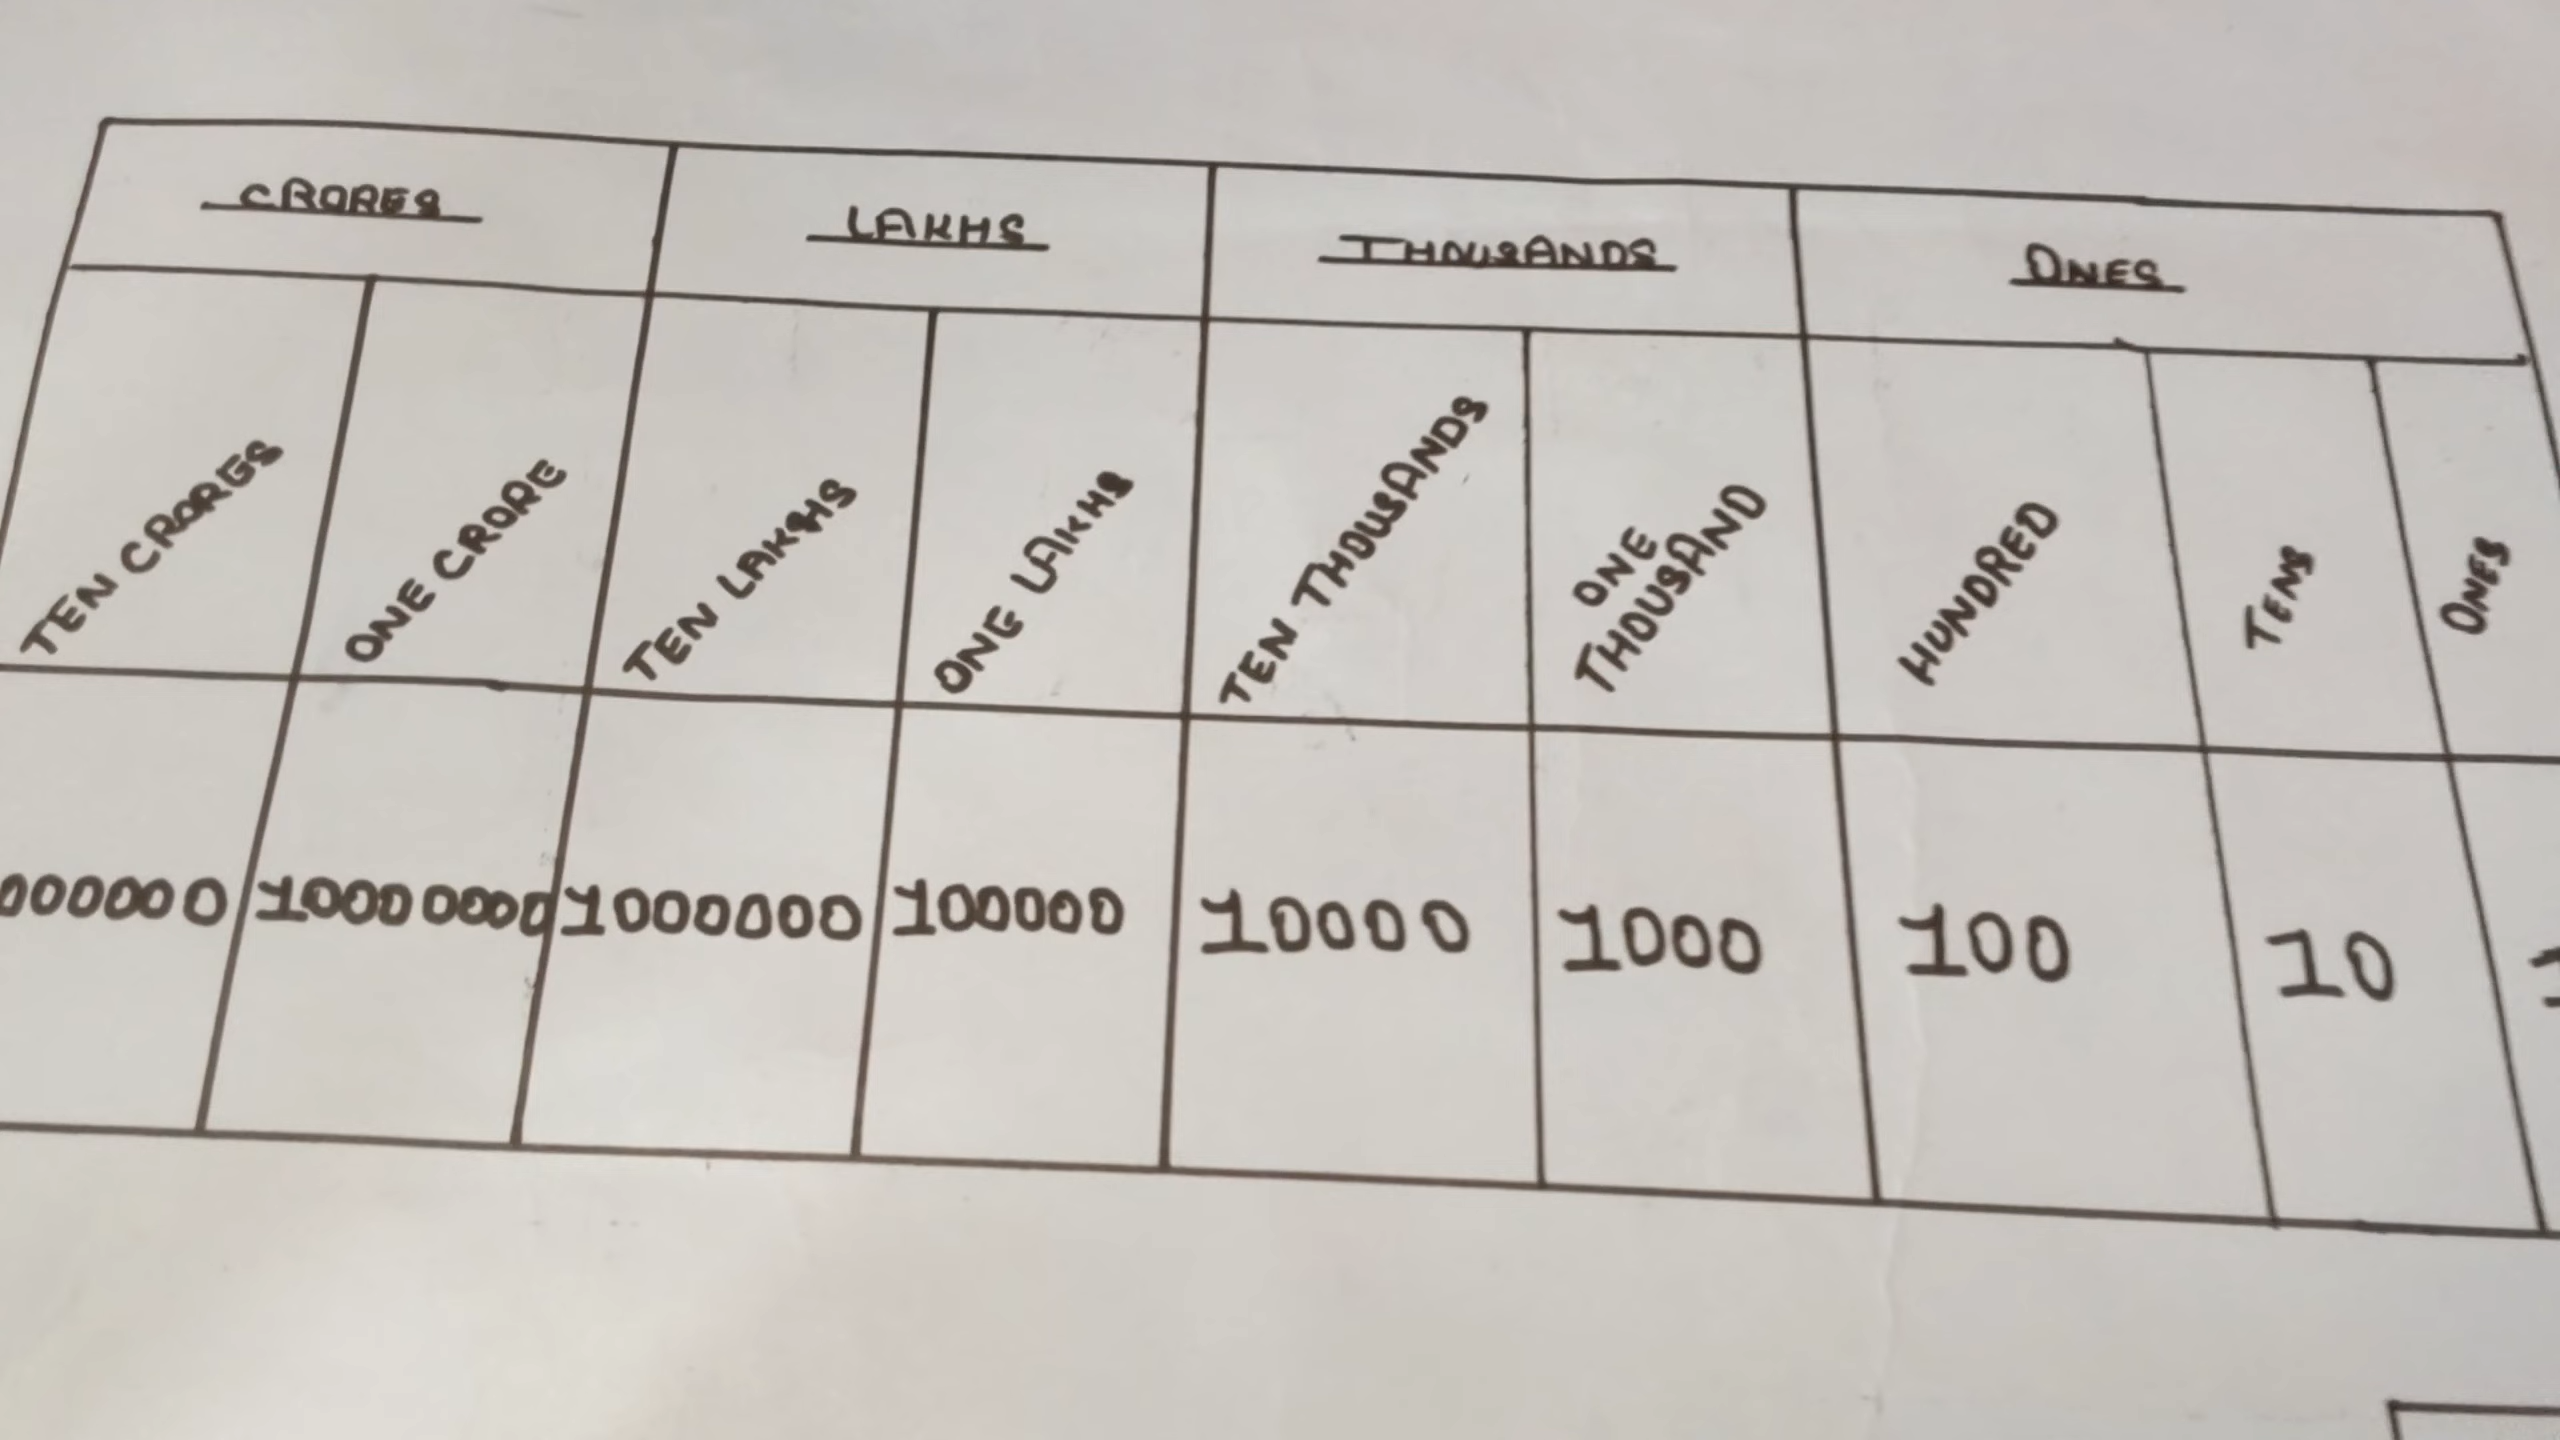 CRORES LAKHS THOUSANDS ONES
TEN CRORES ONE CRORE TEN LAKHS ONE LAKHS TEN THOUSANDS ONE THOUSAND HUNDRED TENS ONES
000000 10000000 1000000 100000 10000 1000 100 10